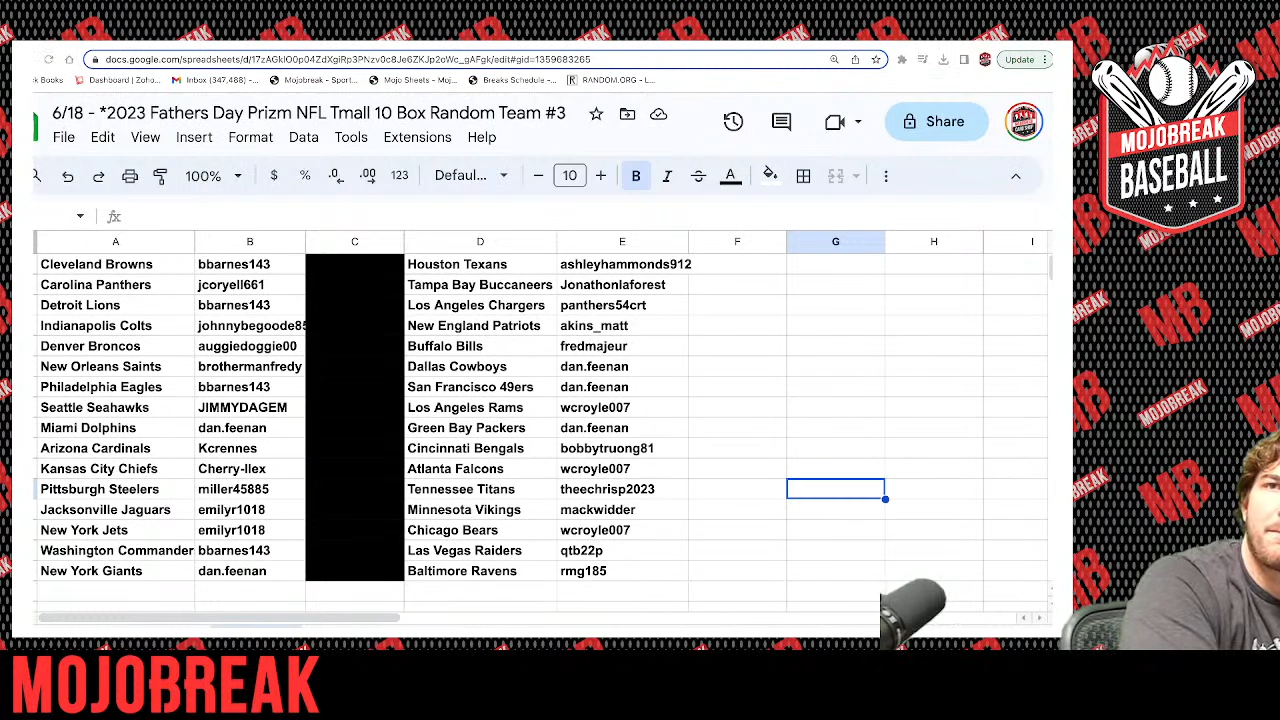 docs.google.com/spreadsheets/d/17zAGKlO0p04ZdXgiRp3PNzv0c8Je6ZKJp2oWc_gAFgk/edit#gid=1359683265
Update
ck Books Dashboard | Zoho... Inbox (347,488) -... Mojobreak - Sport... Mojo Sheets - Moj... Breaks Schedule -... RANDOM.ORG - L...
6/18 - *2023 Fathers Day Prizm NFL Tmall 10 Box Random Team #3
File Edit View Insert Format Data Tools Extensions Help
Share
100% $ % .0 .00 123 Defaul... − 10 + B I S A
fx
A B C D E F G H I
Cleveland Browns bbarnes143 Houston Texans ashleyhammonds912
Carolina Panthers jcoryell661 Tampa Bay Buccaneers Jonathonlaforest
Detroit Lions bbarnes143 Los Angeles Chargers panthers54crt
Indianapolis Colts johnnybegoode85 New England Patriots akins_matt
Denver Broncos auggiedoggie00 Buffalo Bills fredmajeur
New Orleans Saints brothermanfredy Dallas Cowboys dan.feenan
Philadelphia Eagles bbarnes143 San Francisco 49ers dan.feenan
Seattle Seahawks JIMMYDAGEM Los Angeles Rams wcroyle007
Miami Dolphins dan.feenan Green Bay Packers dan.feenan
Arizona Cardinals Kcrennes Cincinnati Bengals bobbytruong81
Kansas City Chiefs Cherry-Ilex Atlanta Falcons wcroyle007
Pittsburgh Steelers miller45885 Tennessee Titans theechrisp2023
Jacksonville Jaguars emilyr1018 Minnesota Vikings mackwidder
New York Jets emilyr1018 Chicago Bears wcroyle007
Washington Commander bbarnes143 Las Vegas Raiders qtb22p
New York Giants dan.feenan Baltimore Ravens rmg185
MOJOBREAK
BASEBALL
MB
MOJOBREAK
MB
MOJOBREAK